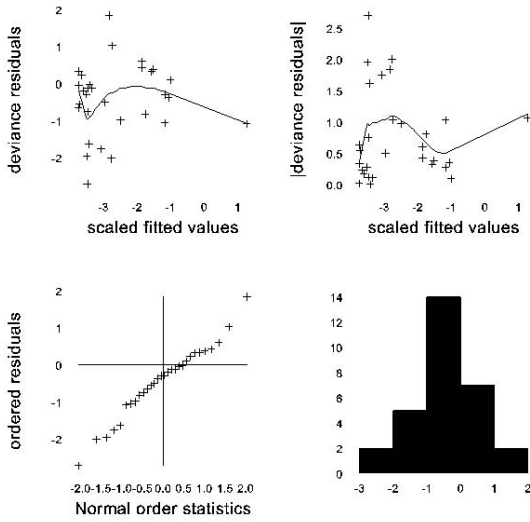 2
1
0
-1
-2
deviance residuals
-3 -2 -1 0 1
scaled fitted values
2.5
2.0
1.5
1.0
0.5
0.0
|deviance residuals|
-3 -2 -1 0 1
scaled fitted values
2
1
0
-1
-2
ordered residuals
-2.0 -1.5 -1.0 0.5 0.0 0.5 1.0 1.5 2.0
Normal order statistics
14
12
10
8
6
4
2
0
-3 -2 -1 0 1 2